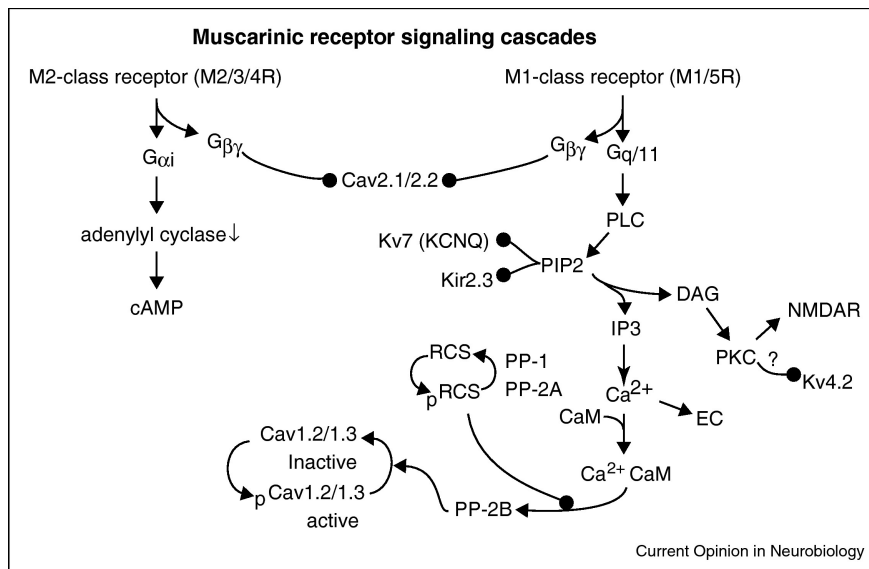 Muscarinic receptor signaling cascades
M2-class receptor (M2/3/4R)
M1-class receptor (M1/5R)
Gβγ
Gαi
Gβγ
Gq/11
Cav2.1/2.2
adenylyl cyclase↓
PLC
Kv7 (KCNQ)
PIP2
Kir2.3
cAMP
DAG
NMDAR
IP3
RCS
PP-1
PKC ?
pRCS
PP-2A
Kv4.2
Ca2+
CaM
EC
Cav1.2/1.3
Inactive
Ca2+ CaM
pCav1.2/1.3
active
PP-2B
Current Opinion in Neurobiology